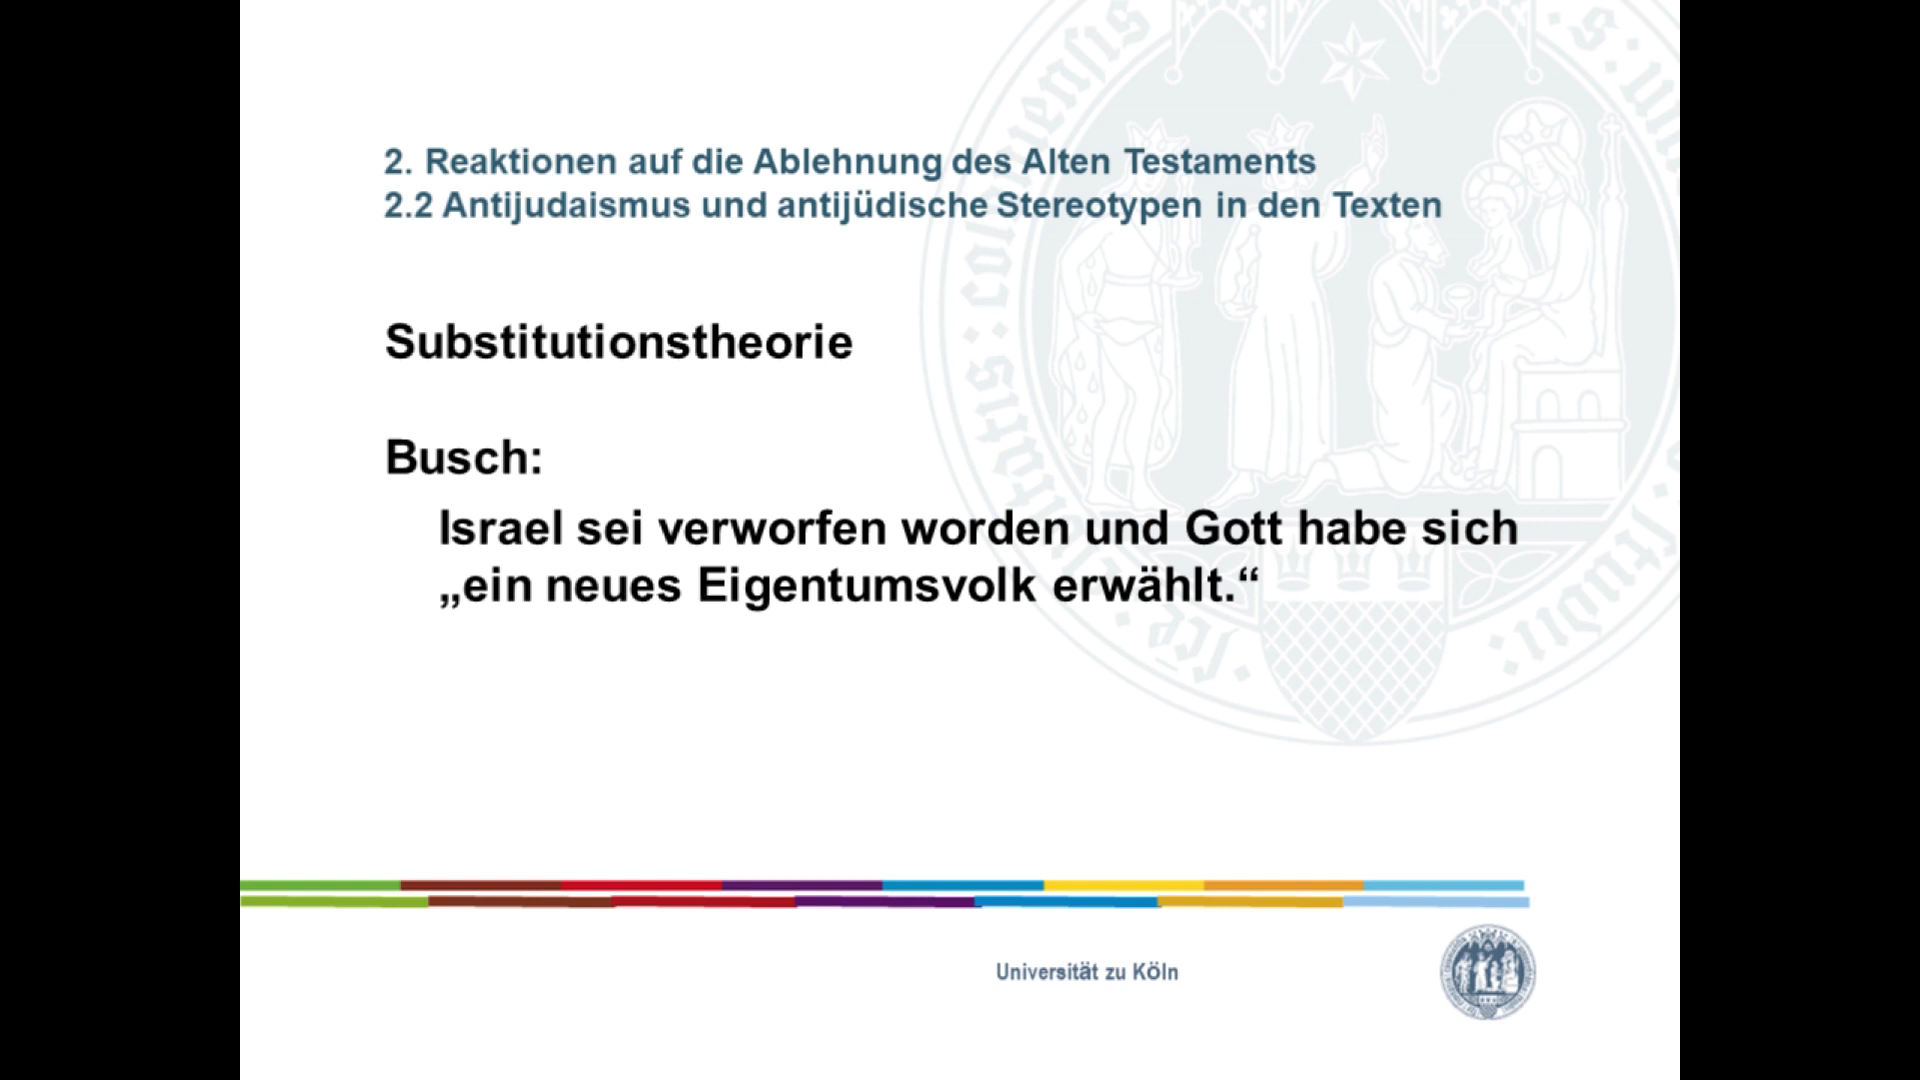 2. Reaktionen auf die Ablehnung des Alten Testaments
2.2 Antijudaismus und antijüdische Stereotypen in den Texten
Substitutionstheorie
Busch:
Israel sei verworfen worden und Gott habe sich
„ein neues Eigentumsvolk erwählt.“
Universität zu Köln